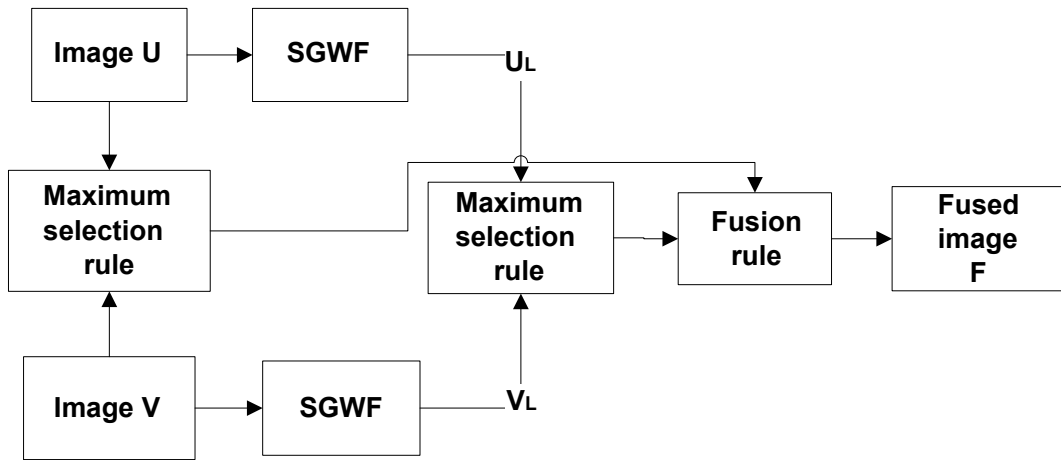 Image U
SGWF
UL
Maximum
selection
rule
Maximum
selection
rule
Fusion
rule
Fused
image
F
Image V
SGWF
VL